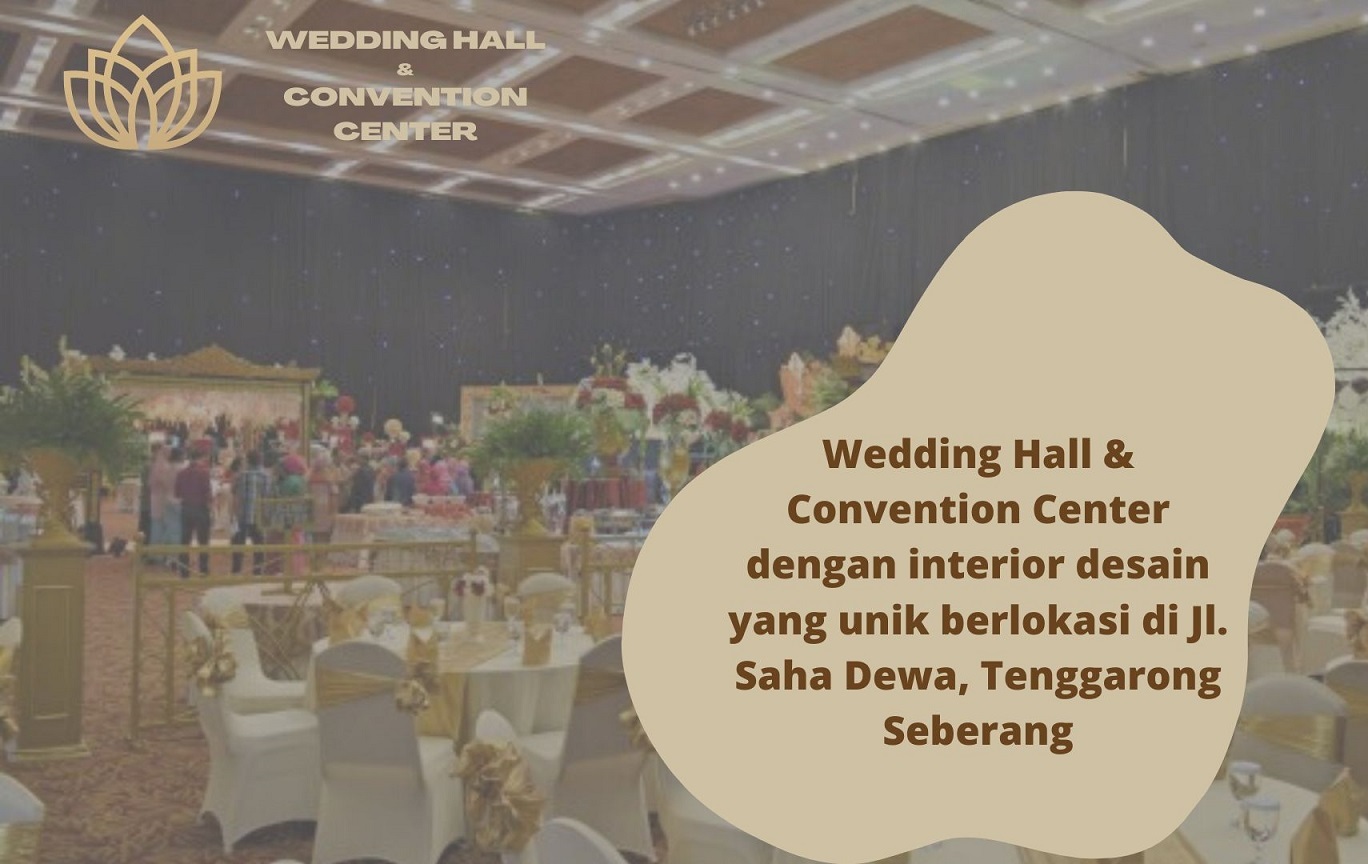 WEDDING HALL
&
CONVENTION
CENTER
Wedding Hall &
Convention Center
dengan interior desain
yang unik berlokasi di Jl.
Saha Dewa, Tenggarong
Seberang